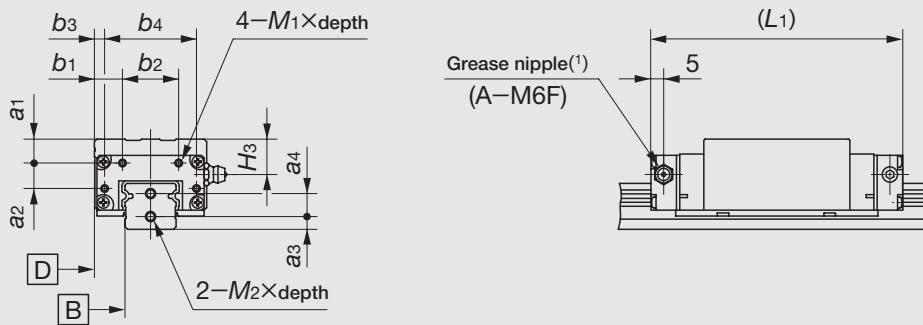 b3 b4 4−M1×depth
b1 b2
a1
a2
H3
a4
a3
D
B
2−M2×depth
(L1)
5
Grease nipple(1)
(A−M6F)